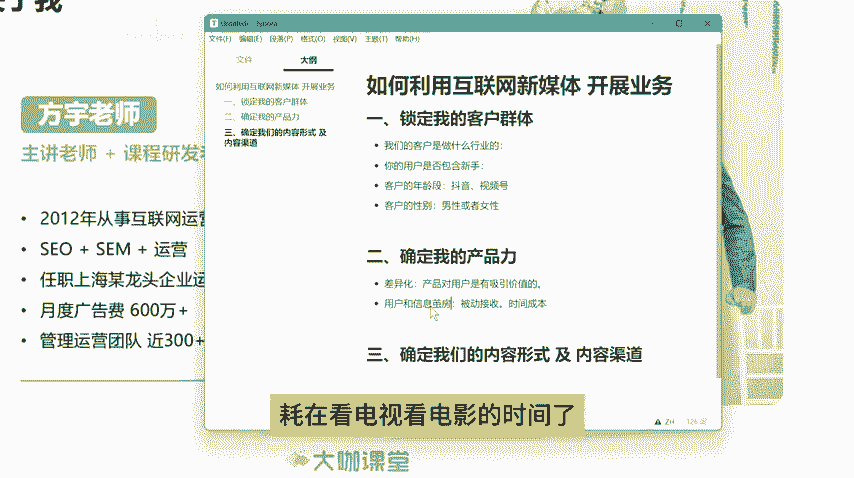 于我
方宇老师
主讲老师 + 课程研发老
2012年从事互联网运营
SEO + SEM + 运营
任职上海某龙头企业运
月度广告费 600万+
管理运营团队 近300+
文件(F) 编辑(E) 段落(P) 格式(O) 视图(V) 主题(T) 帮助(H)
文件 大纲
如何利用互联网新媒体 开展业务
一、锁定我的客户群体
二、确定我的产品力
三、确定我们的内容形式 及
内容渠道
如何利用互联网新媒体 开展业务
一、锁定我的客户群体
我们的客户是做什么行业的：
你的用户是否包含新手：
客户的年龄段：抖音、视频号
客户的性别：男性或者女性
二、确定我的产品力
差异化：产品对用户是有吸引价值的。
用户和信息茧房：被动接收。时间成本
三、确定我们的内容形式 及 内容渠道
耗在看电视看电影的时间了
ZH 126 词
大咖课堂